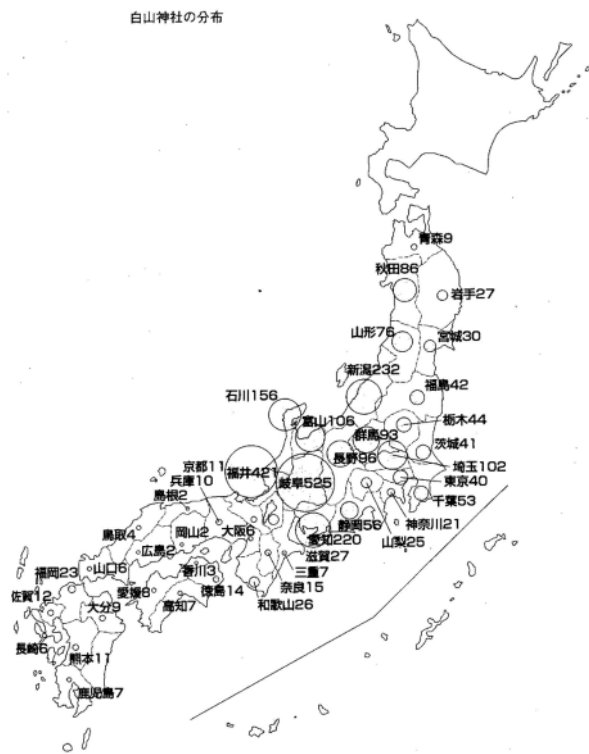 白山神社の分布
青森9
秋田86
岩手27
山形76
宮城30
新潟232
福島42
石川156
富山106
栃木44
群馬93
茨城41
長野96
埼玉102
京都11
福井421
岐阜525
東京40
兵庫10
千葉53
島根2
静岡56
神奈川21
鳥取4
岡山2
大阪6
愛知220
山梨25
広島2
滋賀27
福岡23
山口6
香川3
三重7
佐賀12
愛媛8
徳島14
奈良15
大分9
高知7
和歌山26
長崎6
熊本11
鹿児島7